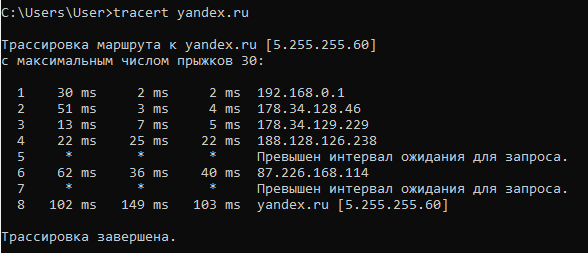 C:\Users\User>tracert yandex.ru
Трассировка маршрута к yandex.ru [5.255.255.60]
с максимальным числом прыжков 30:
1 30 ms 2 ms 2 ms 192.168.0.1
2 51 ms 3 ms 4 ms 178.34.128.46
3 13 ms 7 ms 5 ms 178.34.129.229
4 22 ms 25 ms 22 ms 188.128.126.238
5 * * * Превышен интервал ожидания для запроса.
6 62 ms 36 ms 40 ms 87.226.168.114
7 * * * Превышен интервал ожидания для запроса.
8 102 ms 149 ms 103 ms yandex.ru [5.255.255.60]
Трассировка завершена.